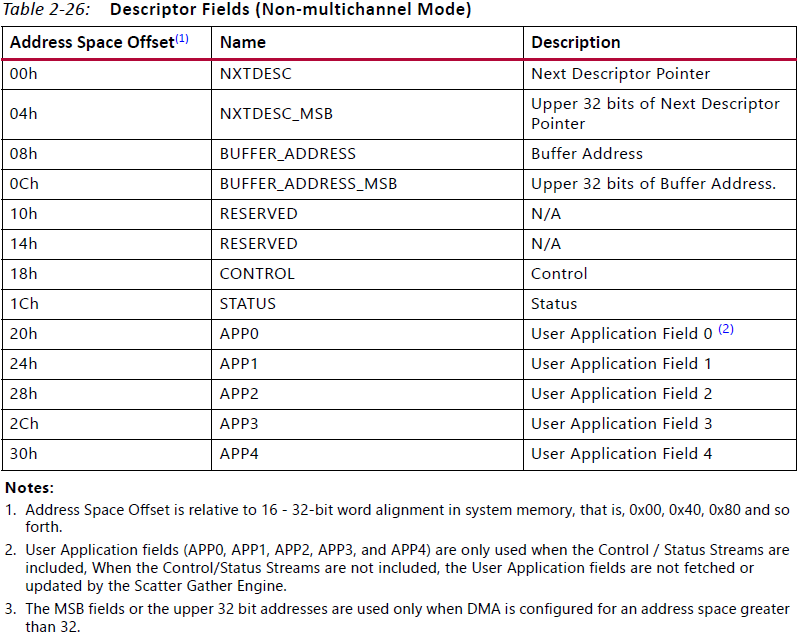 Table 2-26: Descriptor Fields (Non-multichannel Mode)
Address Space Offset(1) Name Description
00h NXTDESC Next Descriptor Pointer
04h NXTDESC_MSB Upper 32 bits of Next Descriptor
Pointer
08h BUFFER_ADDRESS Buffer Address
0Ch BUFFER_ADDRESS_MSB Upper 32 bits of Buffer Address.
10h RESERVED N/A
14h RESERVED N/A
18h CONTROL Control
1Ch STATUS Status
20h APP0 User Application Field 0 (2)
24h APP1 User Application Field 1
28h APP2 User Application Field 2
2Ch APP3 User Application Field 3
30h APP4 User Application Field 4
Notes:
1. Address Space Offset is relative to 16 - 32-bit word alignment in system memory, that is, 0x00, 0x40, 0x80 and so
forth.
2. User Application fields (APP0, APP1, APP2, APP3, and APP4) are only used when the Control / Status Streams are
included, When the Control/Status Streams are not included, the User Application fields are not fetched or
updated by the Scatter Gather Engine.
3. The MSB fields or the upper 32 bit addresses are used only when DMA is configured for an address space greater
than 32.